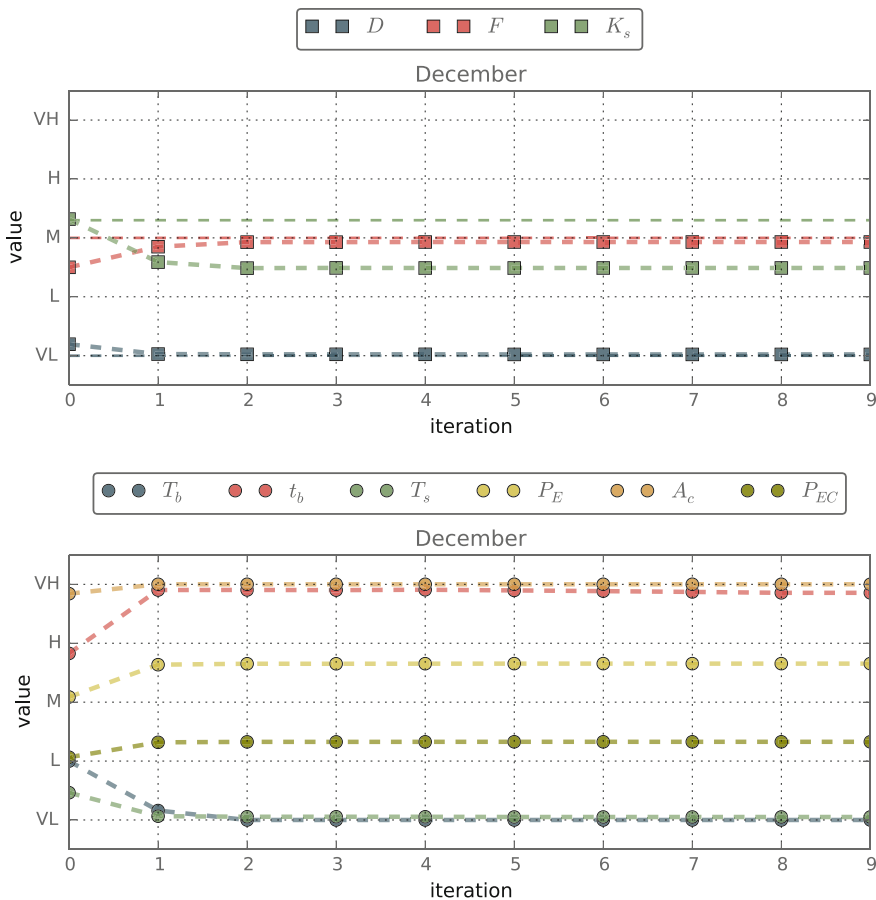 D F K_s
December
VH
H
M
L
VL
value
0 1 2 3 4 5 6 7 8 9
iteration
T_b t_b T_s P_E A_c P_EC
December
VH
H
M
L
VL
value
0 1 2 3 4 5 6 7 8 9
iteration